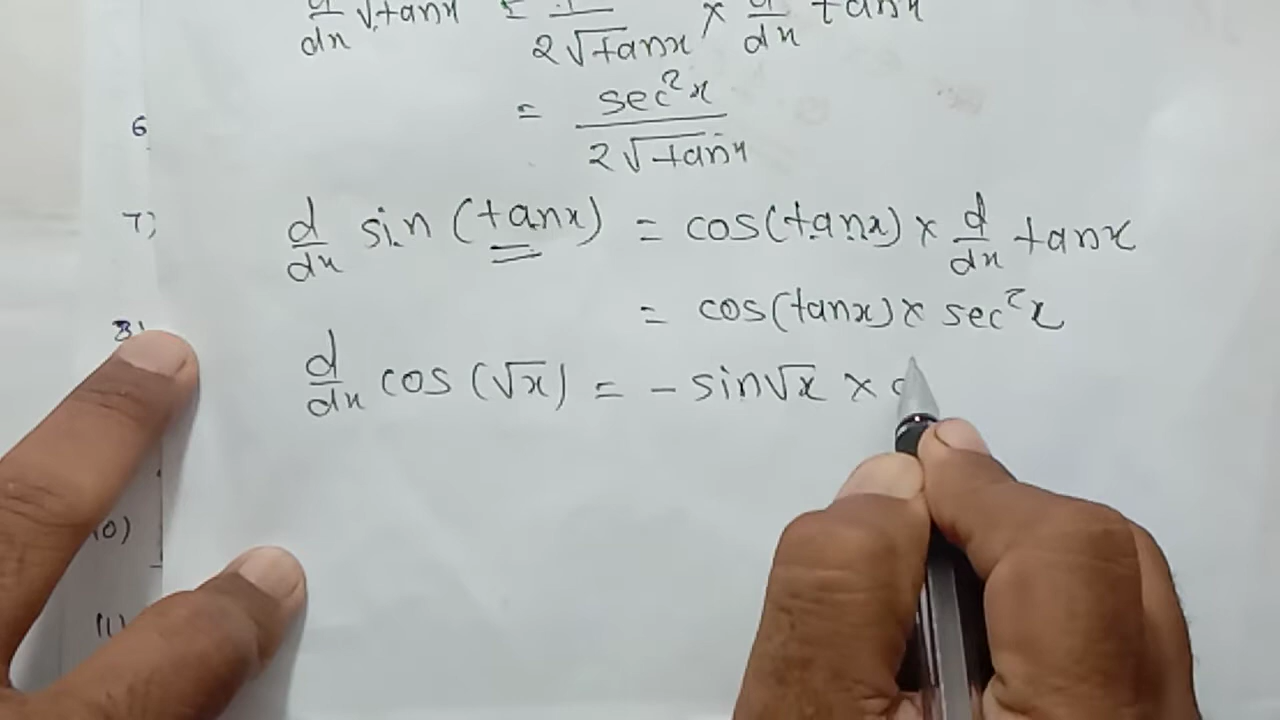 d/dx √tanx = 1/2√tanx × d/dx tanx
= sec²x/2√tanx
6
7) d/dx sin (tanx) = cos(tanx) × d/dx tanx
= cos(tanx) × sec²x
d/dx cos (√x) = - sin√x ×
10)
11)